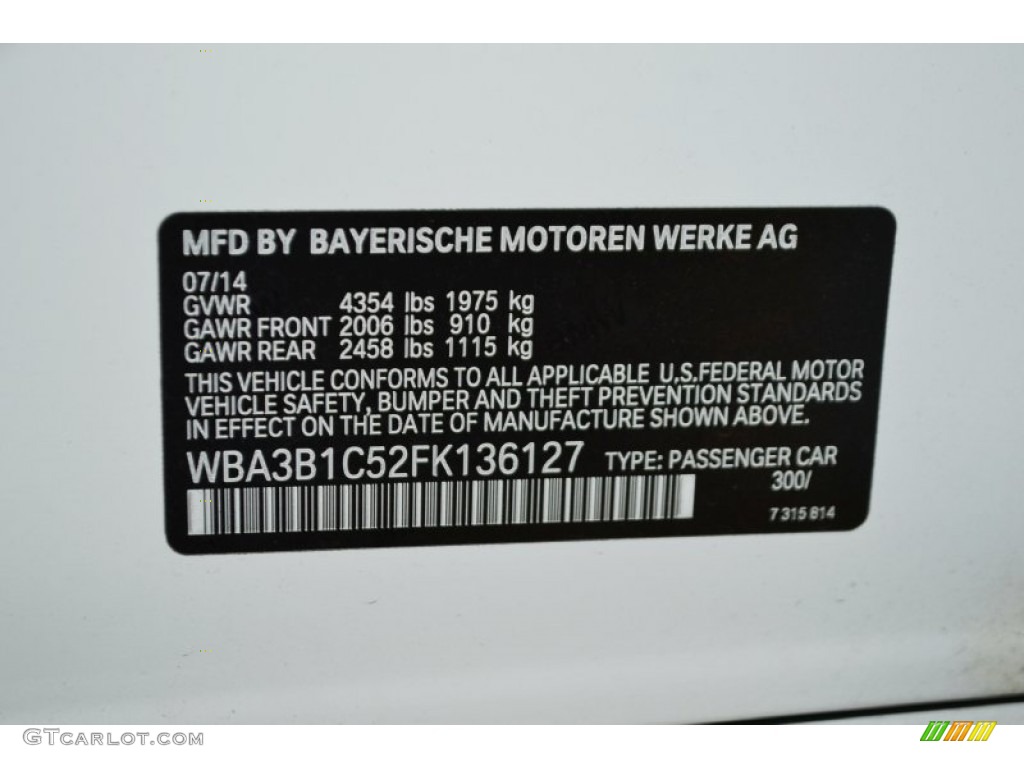 MFD BY BAYERISCHE MOTOREN WERKE AG
07/14
GVWR 4354 lbs 1975 kg
GAWR FRONT 2006 lbs 910 kg
GAWR REAR 2458 lbs 1115 kg
THIS VEHICLE CONFORMS TO ALL APPLICABLE U.S.FEDERAL MOTOR
VEHICLE SAFETY, BUMPER AND THEFT PREVENTION STANDARDS
IN EFFECT ON THE DATE OF MANUFACTURE SHOWN ABOVE.
WBA3B1C52FK136127 TYPE: PASSENGER CAR
300/
7 315 814
GTCarLot.com